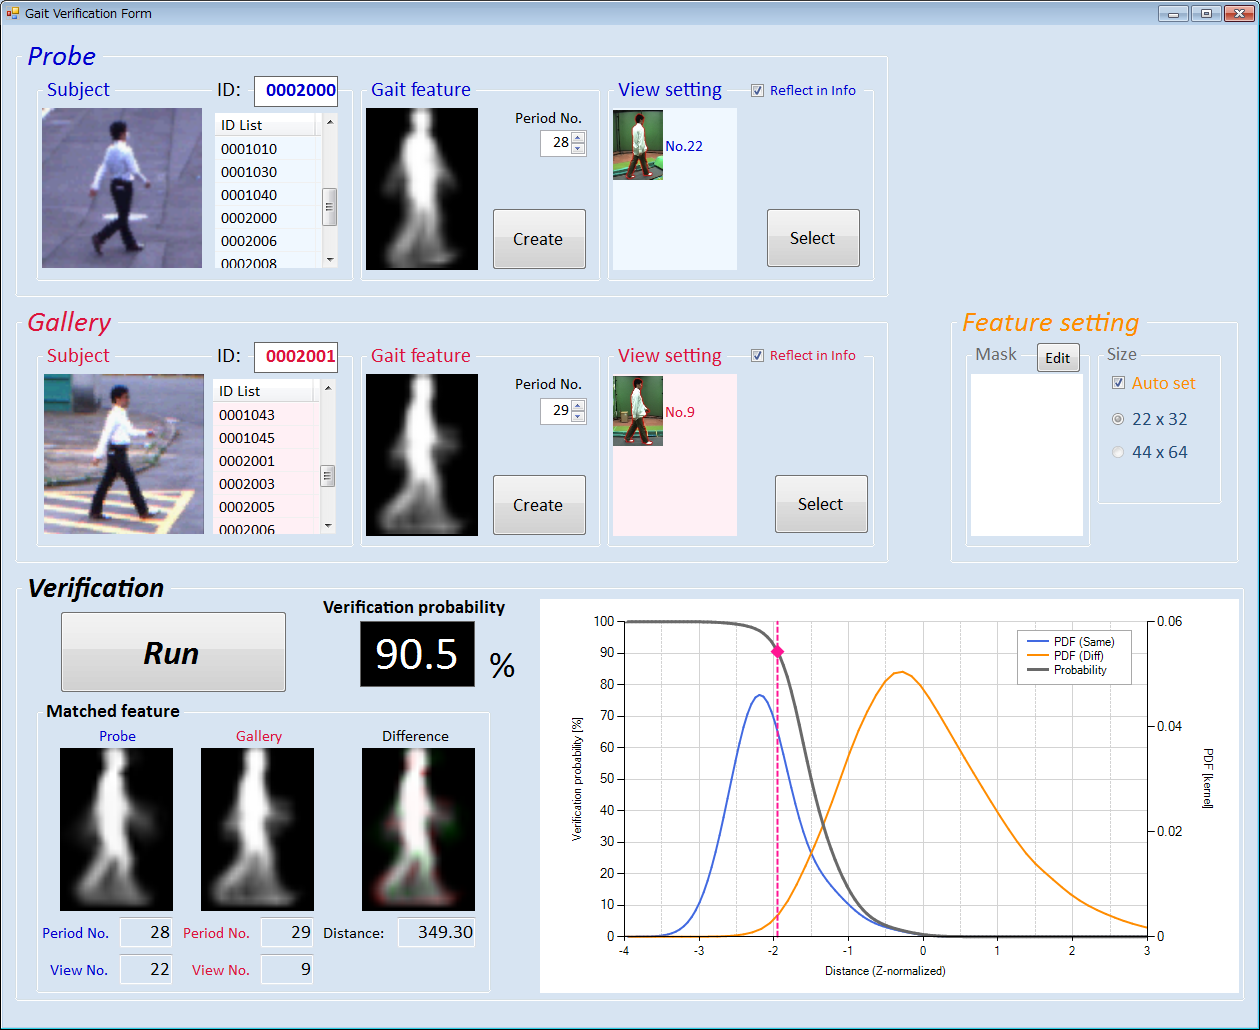 Gait Verification Form
Probe
Subject
ID: 0002000
ID List
0001010
0001030
0001040
0002000
0002006
0002008
Gait feature
Period No.
28
Create
View setting
Reflect in Info
No.22
Select
Gallery
Subject
ID: 0002001
ID List
0001043
0001045
0002001
0002003
0002005
0002006
Gait feature
Period No.
29
Create
View setting
Reflect in Info
No.9
Select
Feature setting
Mask
Edit
Size
Auto set
22 x 32
44 x 64
Verification
Run
Verification probability
90.5 %
Matched feature
Probe
Gallery
Difference
Period No. 28
Period No. 29
Distance: 349.30
View No. 22
View No. 9
Verilication probability [%]
100
90
80
70
60
50
40
30
20
10
0
-4 -3 -2 -1 0 1 2 3
Distance (Z-normalized)
PDF (Same)
PDF (Diff)
Probability
0.06
0.04
0.02
0
PDF [kernel]